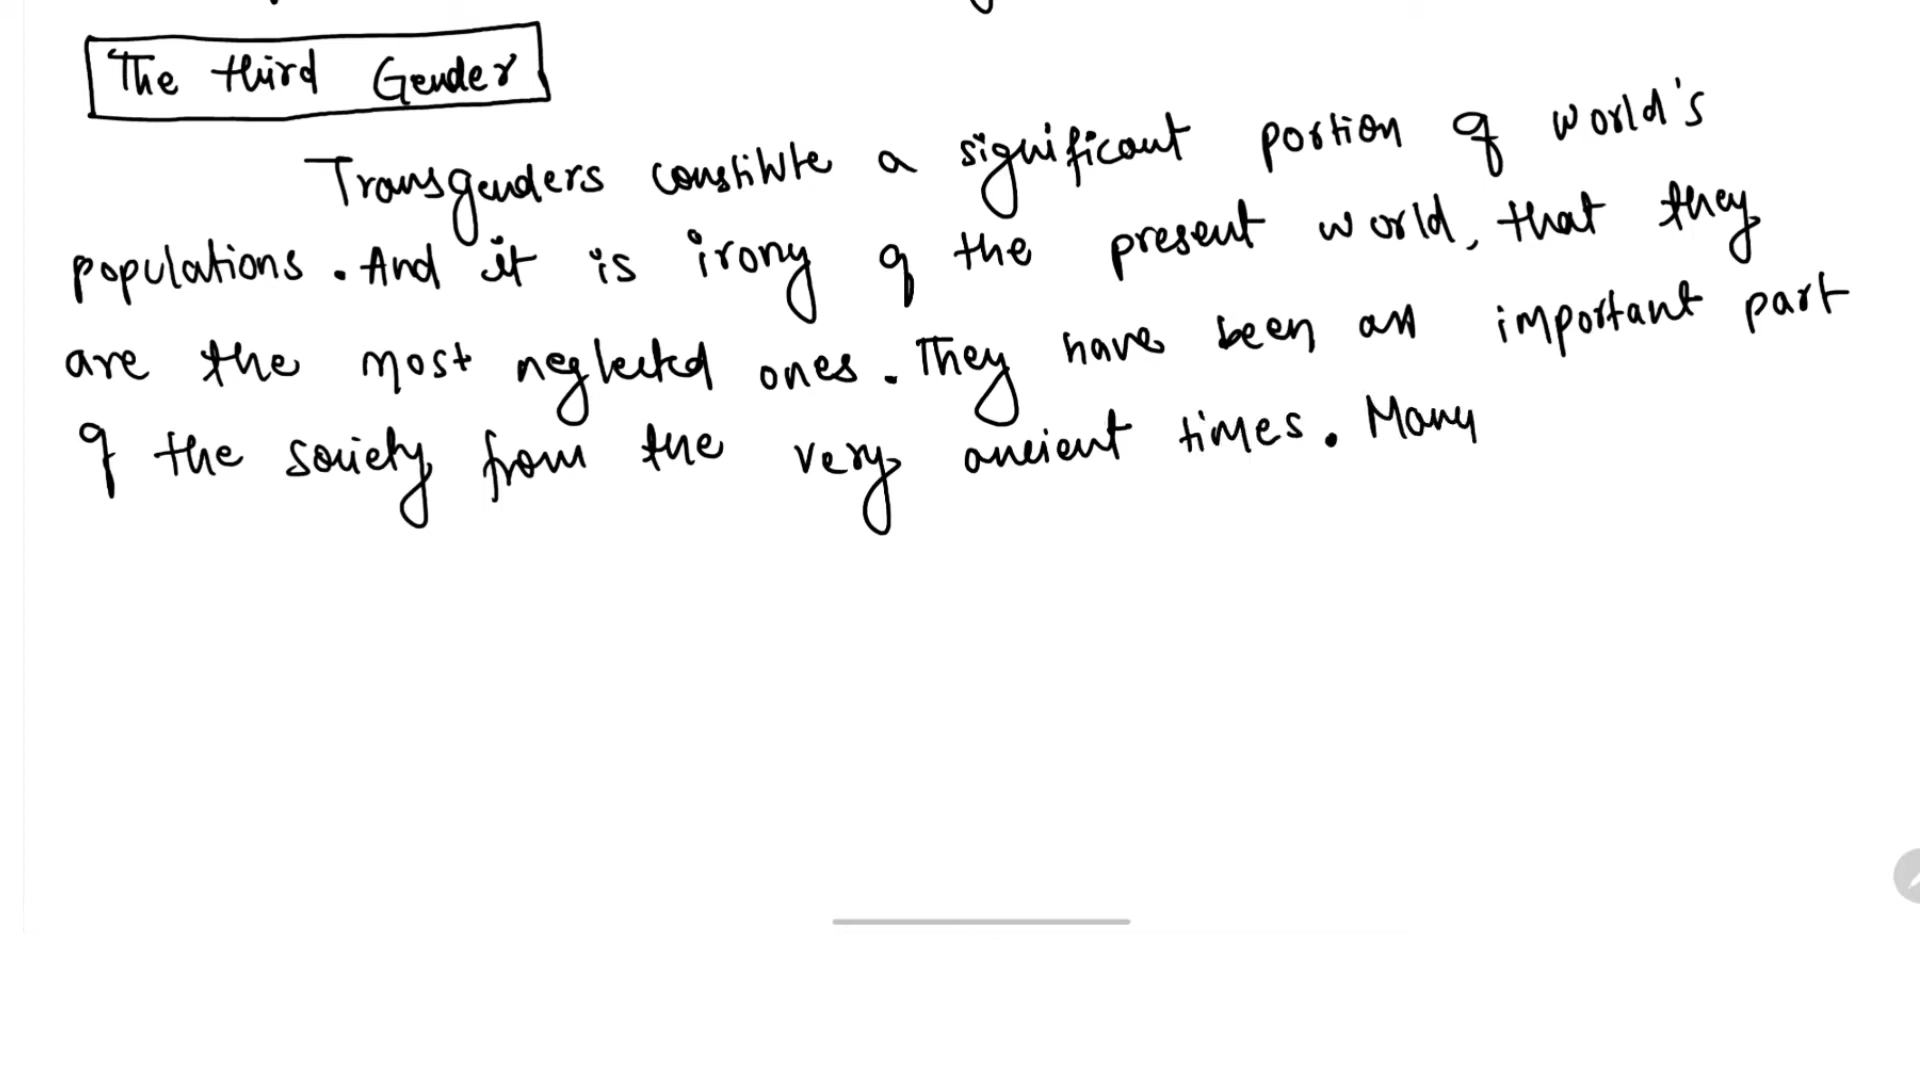 The third Gender
Transgenders constitute a significant portion of world's
populations. And it is irony of the present world, that they
are the most neglected ones. They have been an important part
of the society from the very ancient times. Many